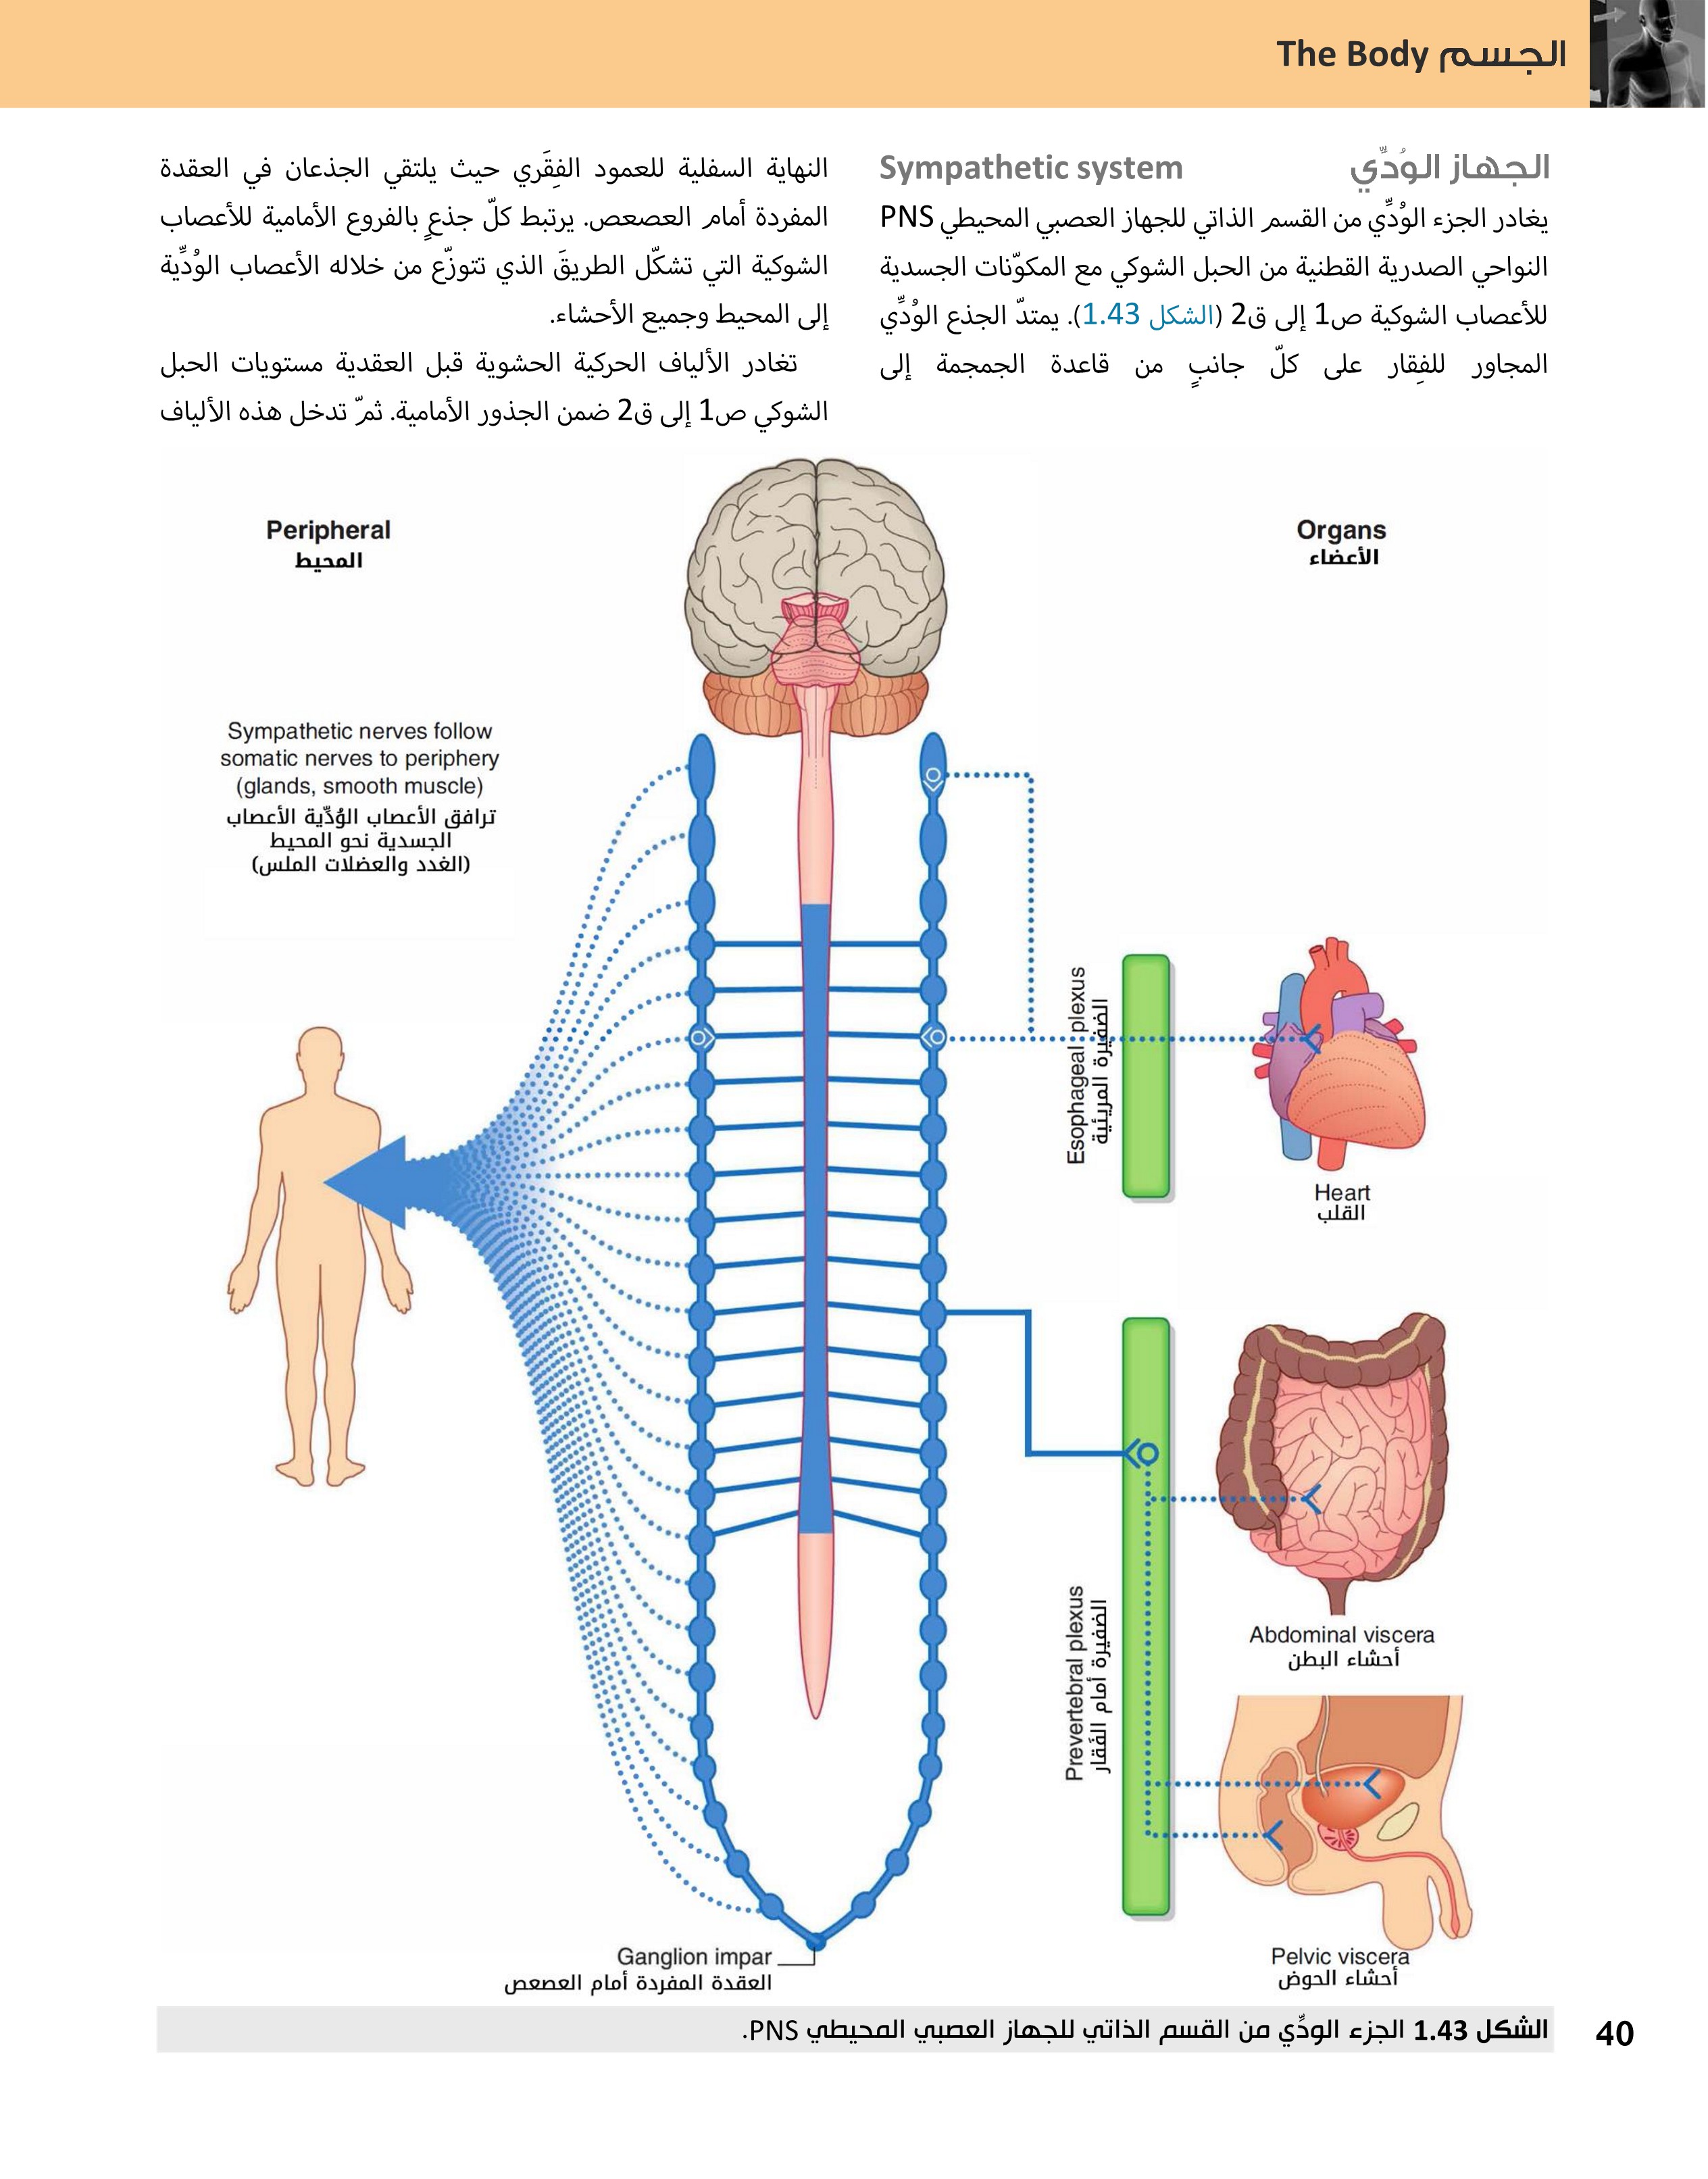 الجسم The Body
الجهاز الوُدِّي Sympathetic system
يغادر الجزء الوُدِّي من القسم الذاتي للجهاز العصبي المحيطي PNS
النواحي الصدرية القطنية من الحبل الشوكي مع المكوّنات الجسدية
للأعصاب الشوكية ص1 إلى ق2 (الشكل 1.43). يمتدّ الجذع الوُدِّي
المجاور للفِقار على كلّ جانبٍ من قاعدة الجمجمة إلى
النهاية السفلية للعمود الفِقَري حيث يلتقي الجذعان في العقدة
المفردة أمام العصعص. يرتبط كلّ جذعٍ بالفروع الأمامية للأعصاب
الشوكية التي تشكّل الطريقَ الذي تتوزّع من خلاله الأعصاب الوُدِّية
إلى المحيط وجميع الأحشاء.
تغادر الألياف الحركية الحشوية قبل العقدية مستويات الحبل
الشوكي ص1 إلى ق2 ضمن الجذور الأمامية. ثمّ تدخل هذه الألياف
Peripheral
المحيط
Organs
الأعضاء
Sympathetic nerves follow
somatic nerves to periphery
(glands, smooth muscle)
ترافق الأعصاب الوُدِّية الأعصاب
الجسدية نحو المحيط
(الغدد والعضلات الملس)
Esophageal plexus
الضفيرة المريئية
Heart
القلب
Prevertebral plexus
الضفيرة أمام الفَقار
Abdominal viscera
أحشاء البطن
Pelvic viscera
أحشاء الحوض
Ganglion impar
العقدة المفردة أمام العصعص
الشكل 1.43 الجزء الودِّي من القسم الذاتي للجهاز العصبي المحيطي PNS.
40